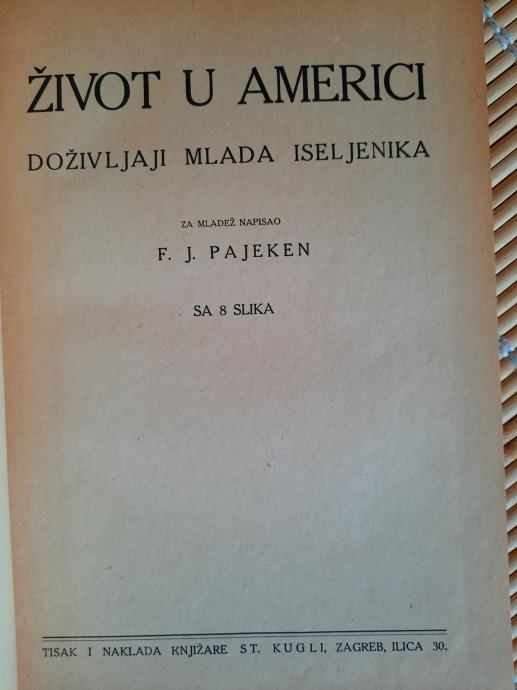 ŽIVOT U AMERICI
DOŽIVLJAJI MLADA ISELJENIKA
ZA MLADEŽ NAPISAO
F. J. PAJEKEN
SA 8 SLIKA
TISAK I NAKLADA KNJIŽARE ST. KUGLI, ZAGREB, ILICA 30.